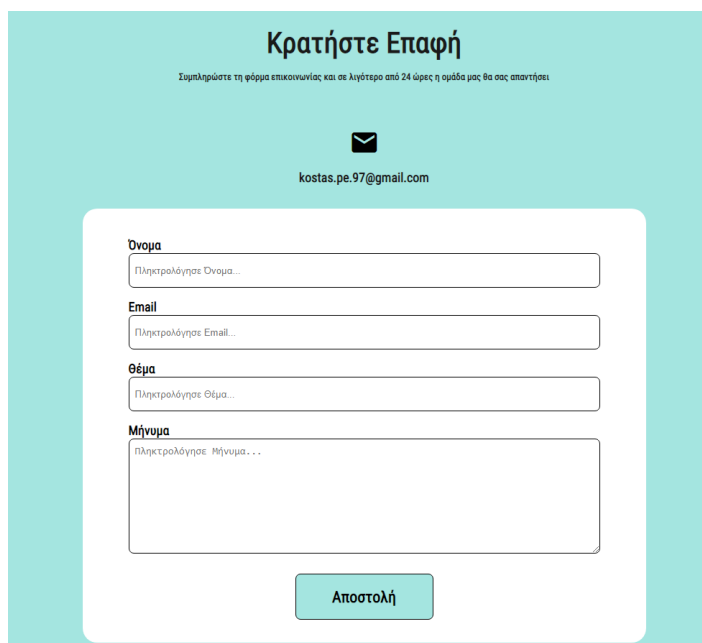 Κρατήστε Επαφή
Συμπληρώστε τη φόρμα επικοινωνίας και σε λιγότερο από 24 ώρες η ομάδα μας θα σας απαντήσει
kostas.pe.97@gmail.com
Όνομα
Πληκτρολόγησε Όνομα...
Email
Πληκτρολόγησε Email...
Θέμα
Πληκτρολόγησε Θέμα...
Μήνυμα
Πληκτρολόγησε Μήνυμα...
Αποστολή